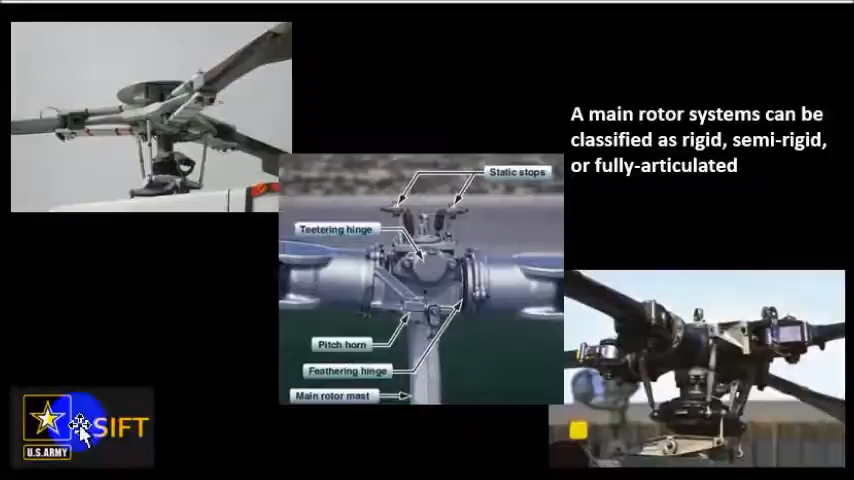 A main rotor systems can be
classified as rigid, semi-rigid,
or fully-articulated
Static stops
Teetering hinge
Pitch horn
Feathering hinge
Main rotor mast
SIFT
U.S.ARMY